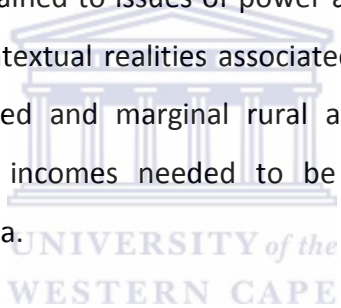 ained to issues of power a
ntextual realities associated
ed and marginal rural a
incomes needed to be
a.
UNIVERSITY of the
WESTERN CAPE